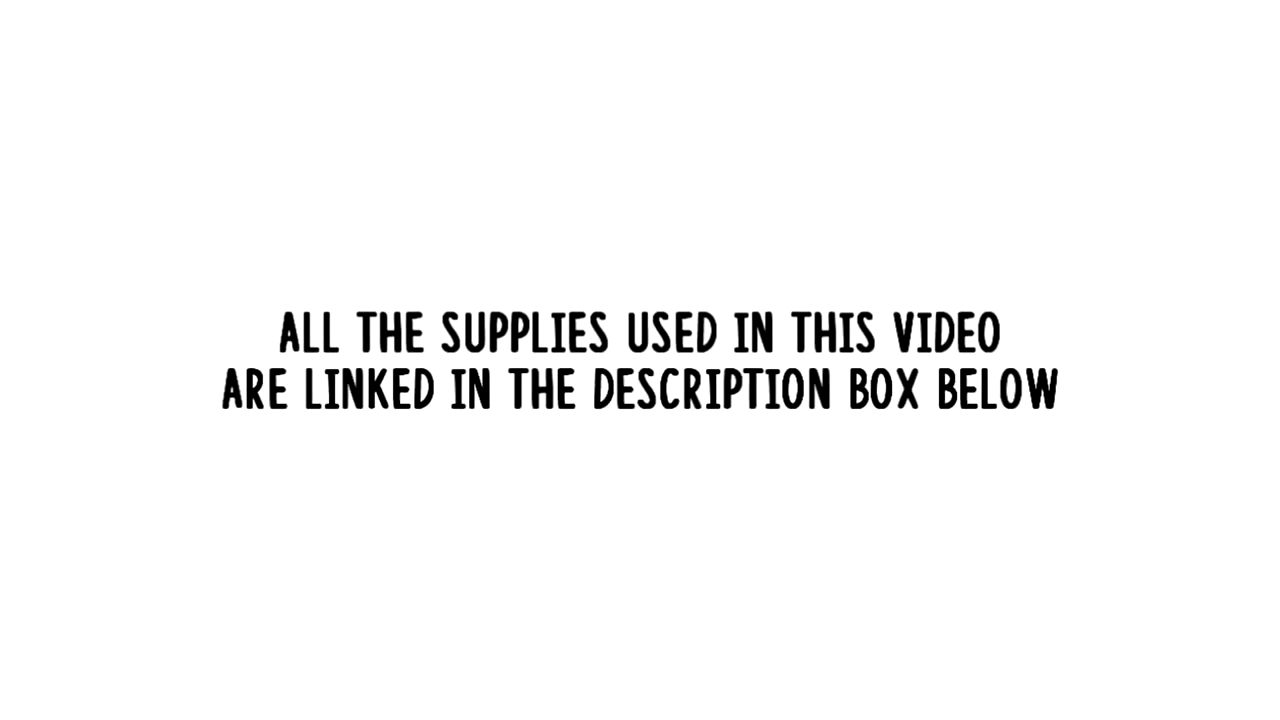 ALL THE SUPPLIES USED IN THIS VIDEO
ARE LINKED IN THE DESCRIPTION BOX BELOW